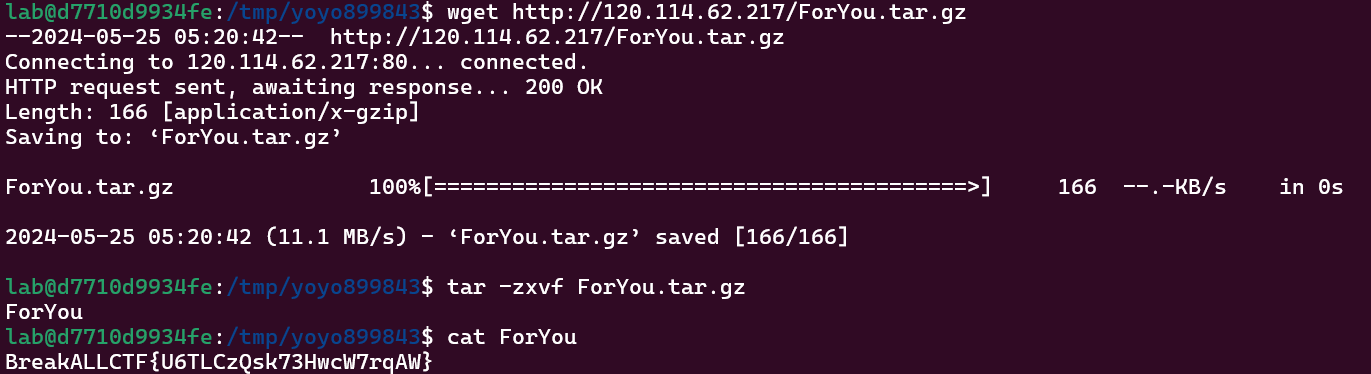 lab@d7710d9934fe:/tmp/yoyo899843$ wget http://120.114.62.217/ForYou.tar.gz
--2024-05-25 05:20:42--  http://120.114.62.217/ForYou.tar.gz
Connecting to 120.114.62.217:80... connected.
HTTP request sent, awaiting response... 200 OK
Length: 166 [application/x-gzip]
Saving to: ‘ForYou.tar.gz’
ForYou.tar.gz               100%[=========================================>]     166  --.-KB/s    in 0s
2024-05-25 05:20:42 (11.1 MB/s) - ‘ForYou.tar.gz’ saved [166/166]
lab@d7710d9934fe:/tmp/yoyo899843$ tar -zxvf ForYou.tar.gz
ForYou
lab@d7710d9934fe:/tmp/yoyo899843$ cat ForYou
BreakALLCTF{U6TLCzQsk73HwcW7rqAW}